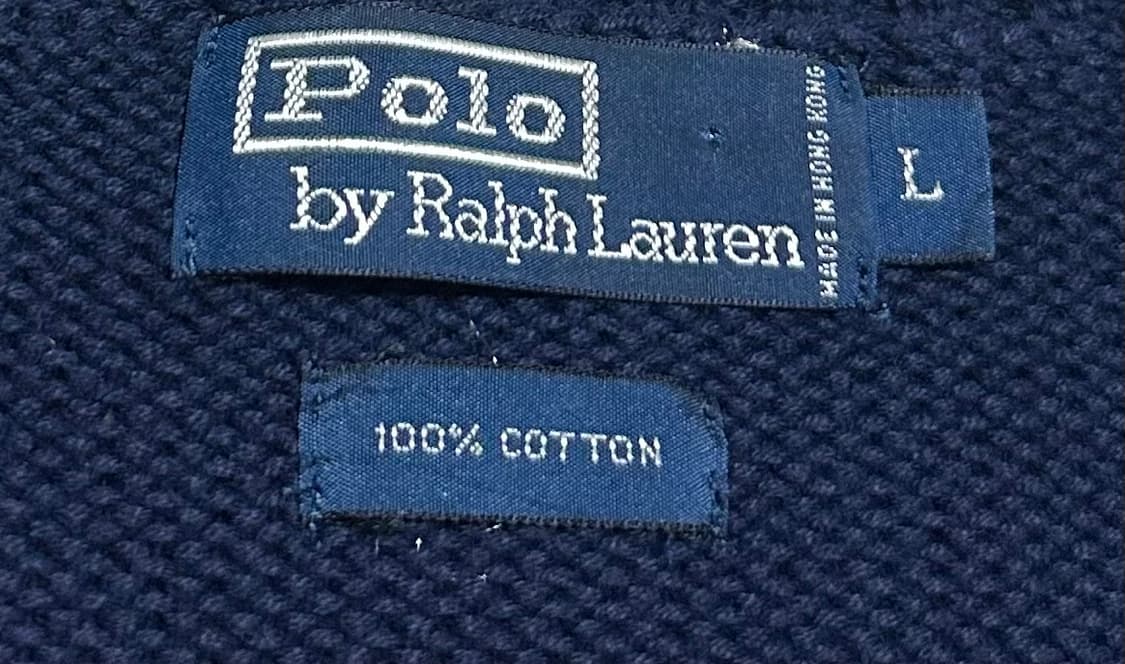 Polo
by Ralph Lauren
MADE IN HONG KONG
L
100% COTTON